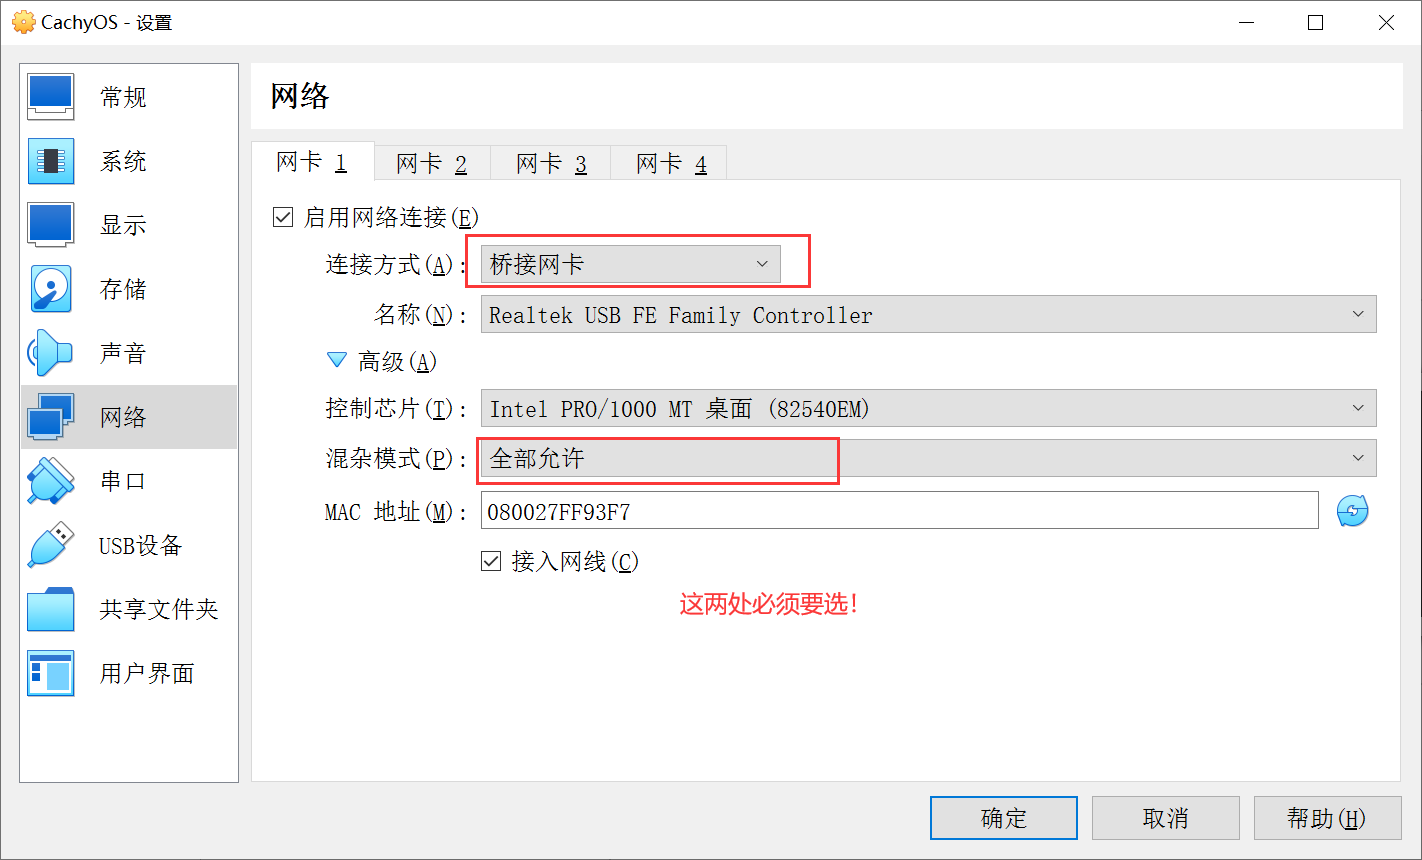 CachyOS - 设置
常规
系统
显示
存储
声音
网络
串口
USB设备
共享文件夹
用户界面
网络
网卡 1 网卡 2 网卡 3 网卡 4
启用网络连接(E)
连接方式(A): 桥接网卡
名称(N): Realtek USB FE Family Controller
高级(A)
控制芯片(T): Intel PRO/1000 MT 桌面 (82540EM)
混杂模式(P): 全部允许
MAC 地址(M): 080027FF93F7
接入网线(C)
这两处必须要选！
确定 取消 帮助(H)